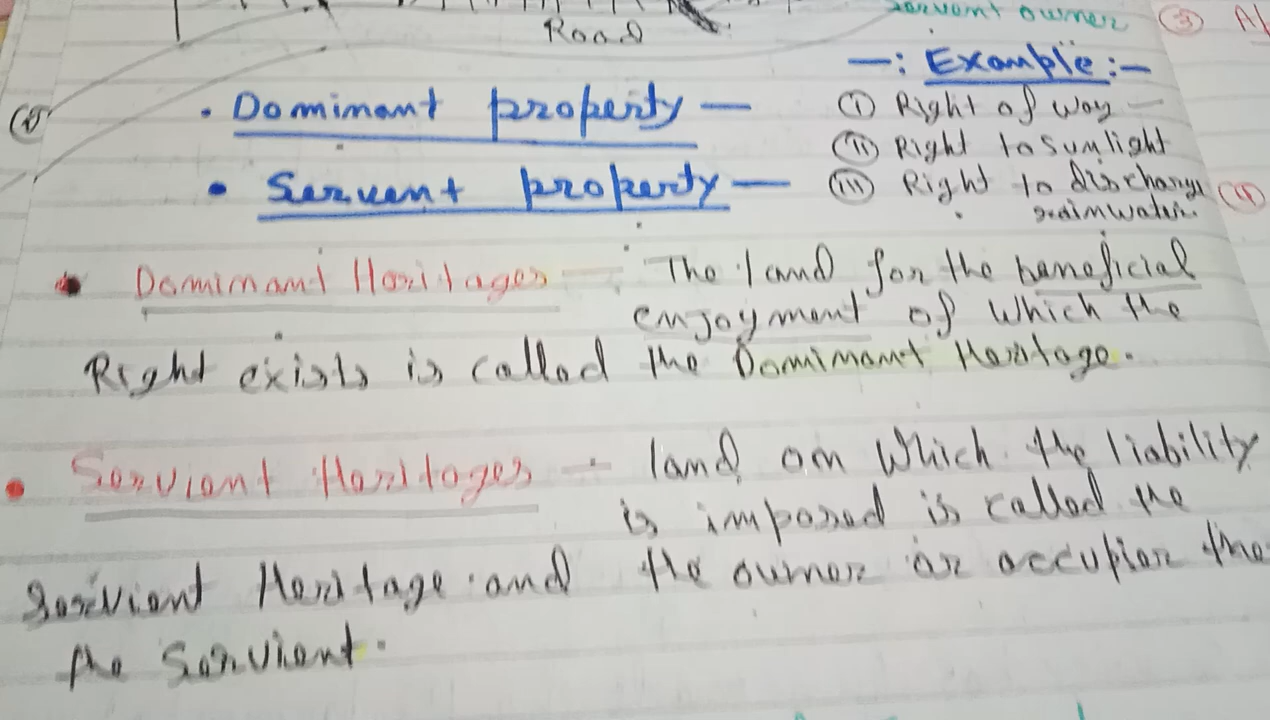 Road
servent owner
③ A
—: Example :—
• Dominant property —
① Right of way —
ⅱ Right to sunlight
• Servent property —
ⅲ Right to discharge
rainwater.
④
• Dominant Heritages — The land for the beneficial
enjoyment of which the
Right exists is called the Dominant Heritage.
• Servient Heritages — land on which the liability
is imposed is called the
Servient Heritage and the owner or occupier the
the Servient.